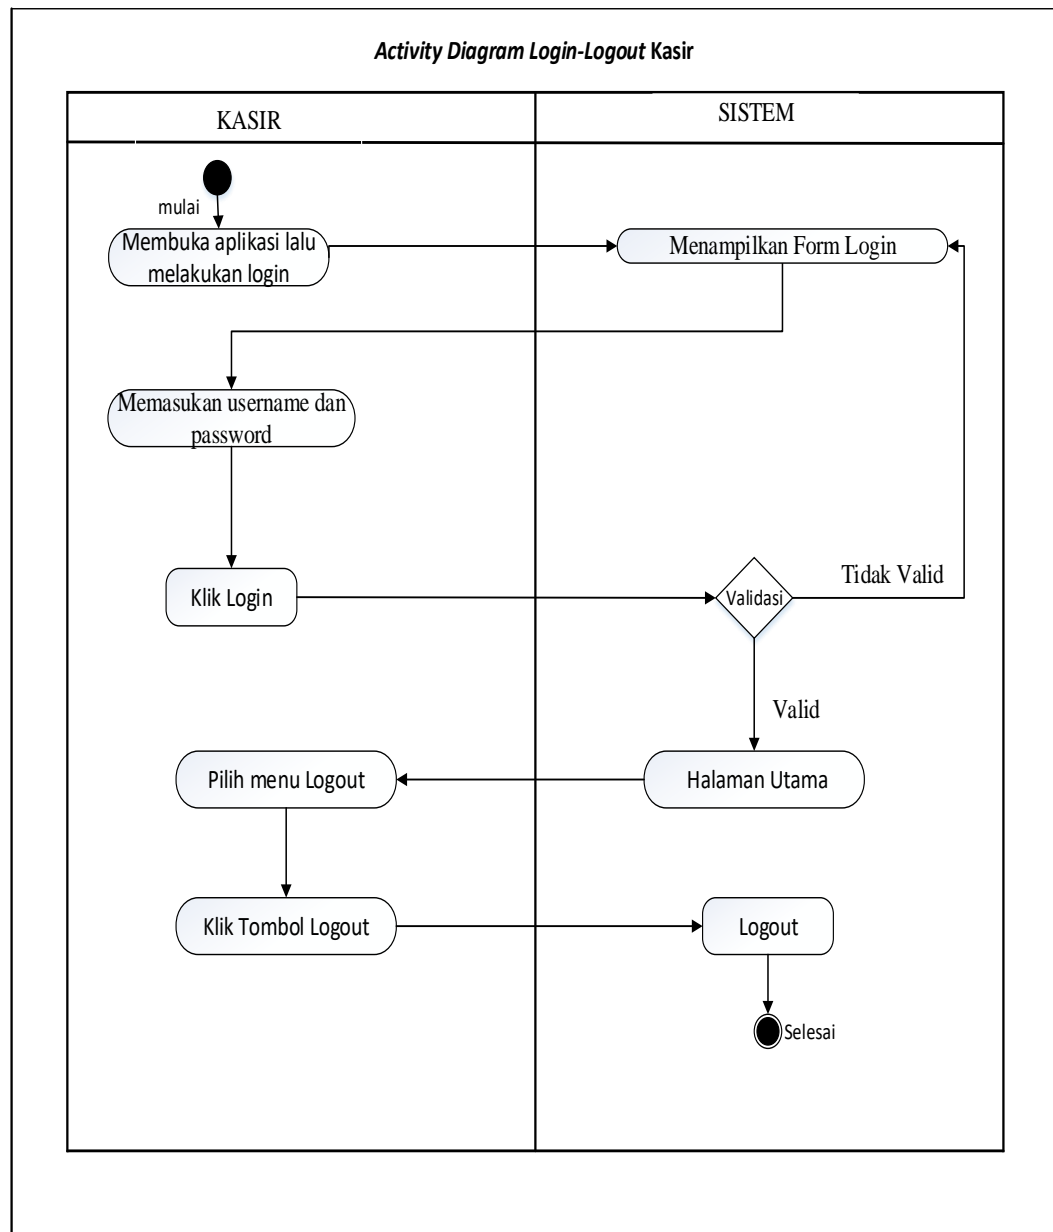 Activity Diagram Login-Logout Kasir
KASIR
SISTEM
mulai
Membuka aplikasi lalu
melakukan login
Menampilkan Form Login
Memasukan username dan
password
Klik Login
Validasi
Tidak Valid
Valid
Halaman Utama
Pilih menu Logout
Klik Tombol Logout
Logout
Selesai